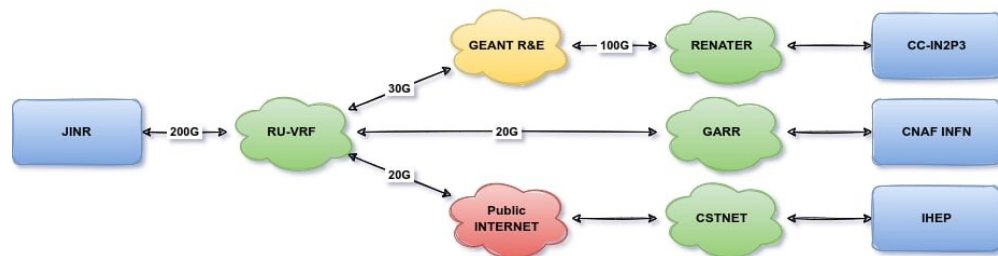 GEANT R&E
100G
RENATER
CC-IN2P3
30G
JINR
200G
RU-VRF
20G
GARR
CNAF INFN
20G
Public
INTERNET
CSTNET
IHEP